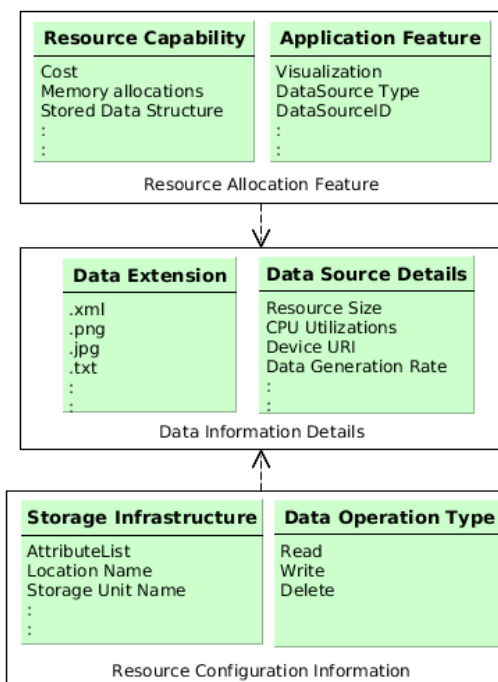 Resource Capability
Cost
Memory allocations
Stored Data Structure
:
:
Application Feature
Visualization
DataSource Type
DataSourceID
:
:
Resource Allocation Feature
Data Extension
.xml
.png
.jpg
.txt
:
:
Data Source Details
Resource Size
CPU Utilizations
Device URI
Data Generation Rate
:
:
Data Information Details
Storage Infrastructure
AttributeList
Location Name
Storage Unit Name
:
:
Data Operation Type
Read
Write
Delete
Resource Configuration Information